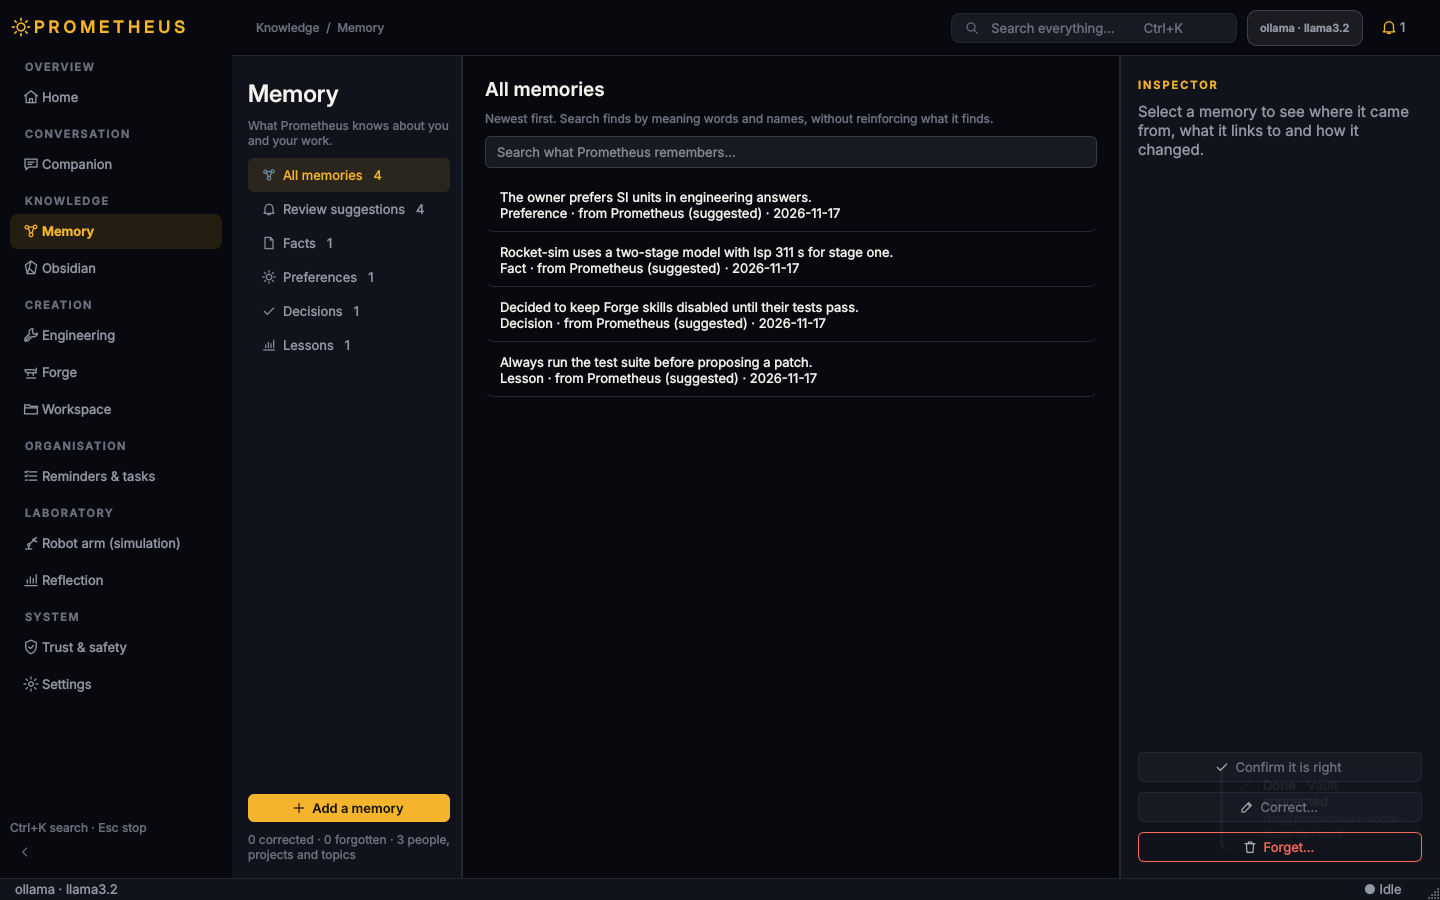 PROMETHEUS
Knowledge / Memory
Search everything... Ctrl+K
ollama · llama3.2
1
OVERVIEW
Home
CONVERSATION
Companion
KNOWLEDGE
Memory
Obsidian
CREATION
Engineering
Forge
Workspace
ORGANISATION
Reminders & tasks
LABORATORY
Robot arm (simulation)
Reflection
SYSTEM
Trust & safety
Settings
Ctrl+K search · Esc stop
Memory
What Prometheus knows about you
and your work.
All memories 4
Review suggestions 4
Facts 1
Preferences 1
Decisions 1
Lessons 1
Add a memory
0 corrected · 0 forgotten · 3 people,
projects and topics
All memories
Newest first. Search finds by meaning words and names, without reinforcing what it finds.
Search what Prometheus remembers...
The owner prefers SI units in engineering answers.
Preference · from Prometheus (suggested) · 2026-11-17
Rocket-sim uses a two-stage model with Isp 311 s for stage one.
Fact · from Prometheus (suggested) · 2026-11-17
Decided to keep Forge skills disabled until their tests pass.
Decision · from Prometheus (suggested) · 2026-11-17
Always run the test suite before proposing a patch.
Lesson · from Prometheus (suggested) · 2026-11-17
INSPECTOR
Select a memory to see where it came
from, what it links to and how it
changed.
Confirm it is right
Done · Vault
Correct...
Forget...
ollama · llama3.2
Idle